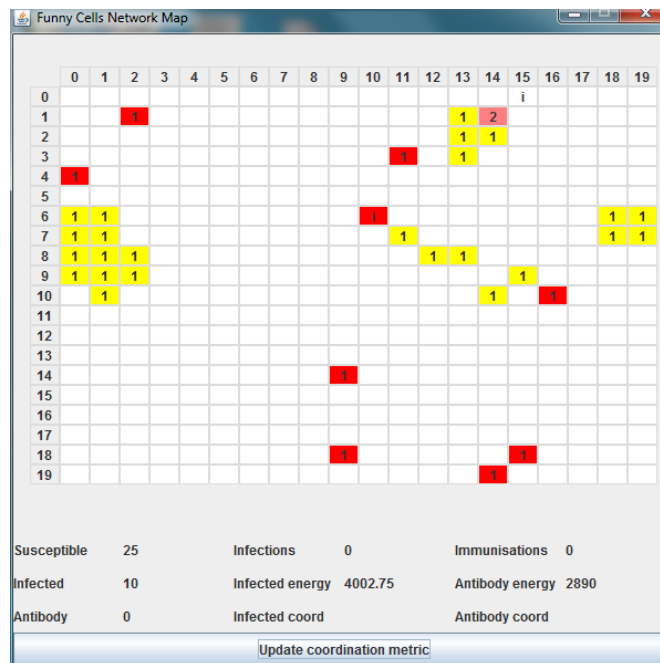 Funny Cells Network Map
0 1 2 3 4 5 6 7 8 9 10 11 12 13 14 15 16 17 18 19
0 i
1 1 1 2
2 1 1
3 1 1
4 1
5
6 1 1 i 1 1
7 1 1 1 1 1
8 1 1 1 1 1
9 1 1 1 1
10 1 1 1
11
12
13
14 1
15
16
17
18 1 1
19 1
Susceptible 25 Infections 0 Immunisations 0
Infected 10 Infected energy 4002.75 Antibody energy 2890
Antibody 0 Infected coord Antibody coord
Update coordination metric